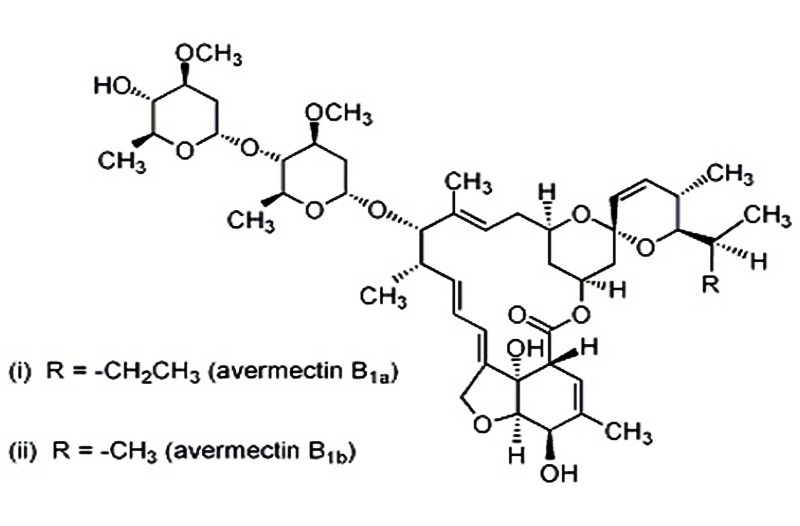 OCH₃
HO
OCH₃
O
O
CH₃
CH₃
CH₃
H
CH₃
O
O
O
CH₃
O
H
R
CH₃
H
O
O
(i) R = -CH₂CH₃ (avermectin B₁ₐ)
OH
H
O
CH₃
(ii) R = -CH₃ (avermectin B₁b)
H
OH